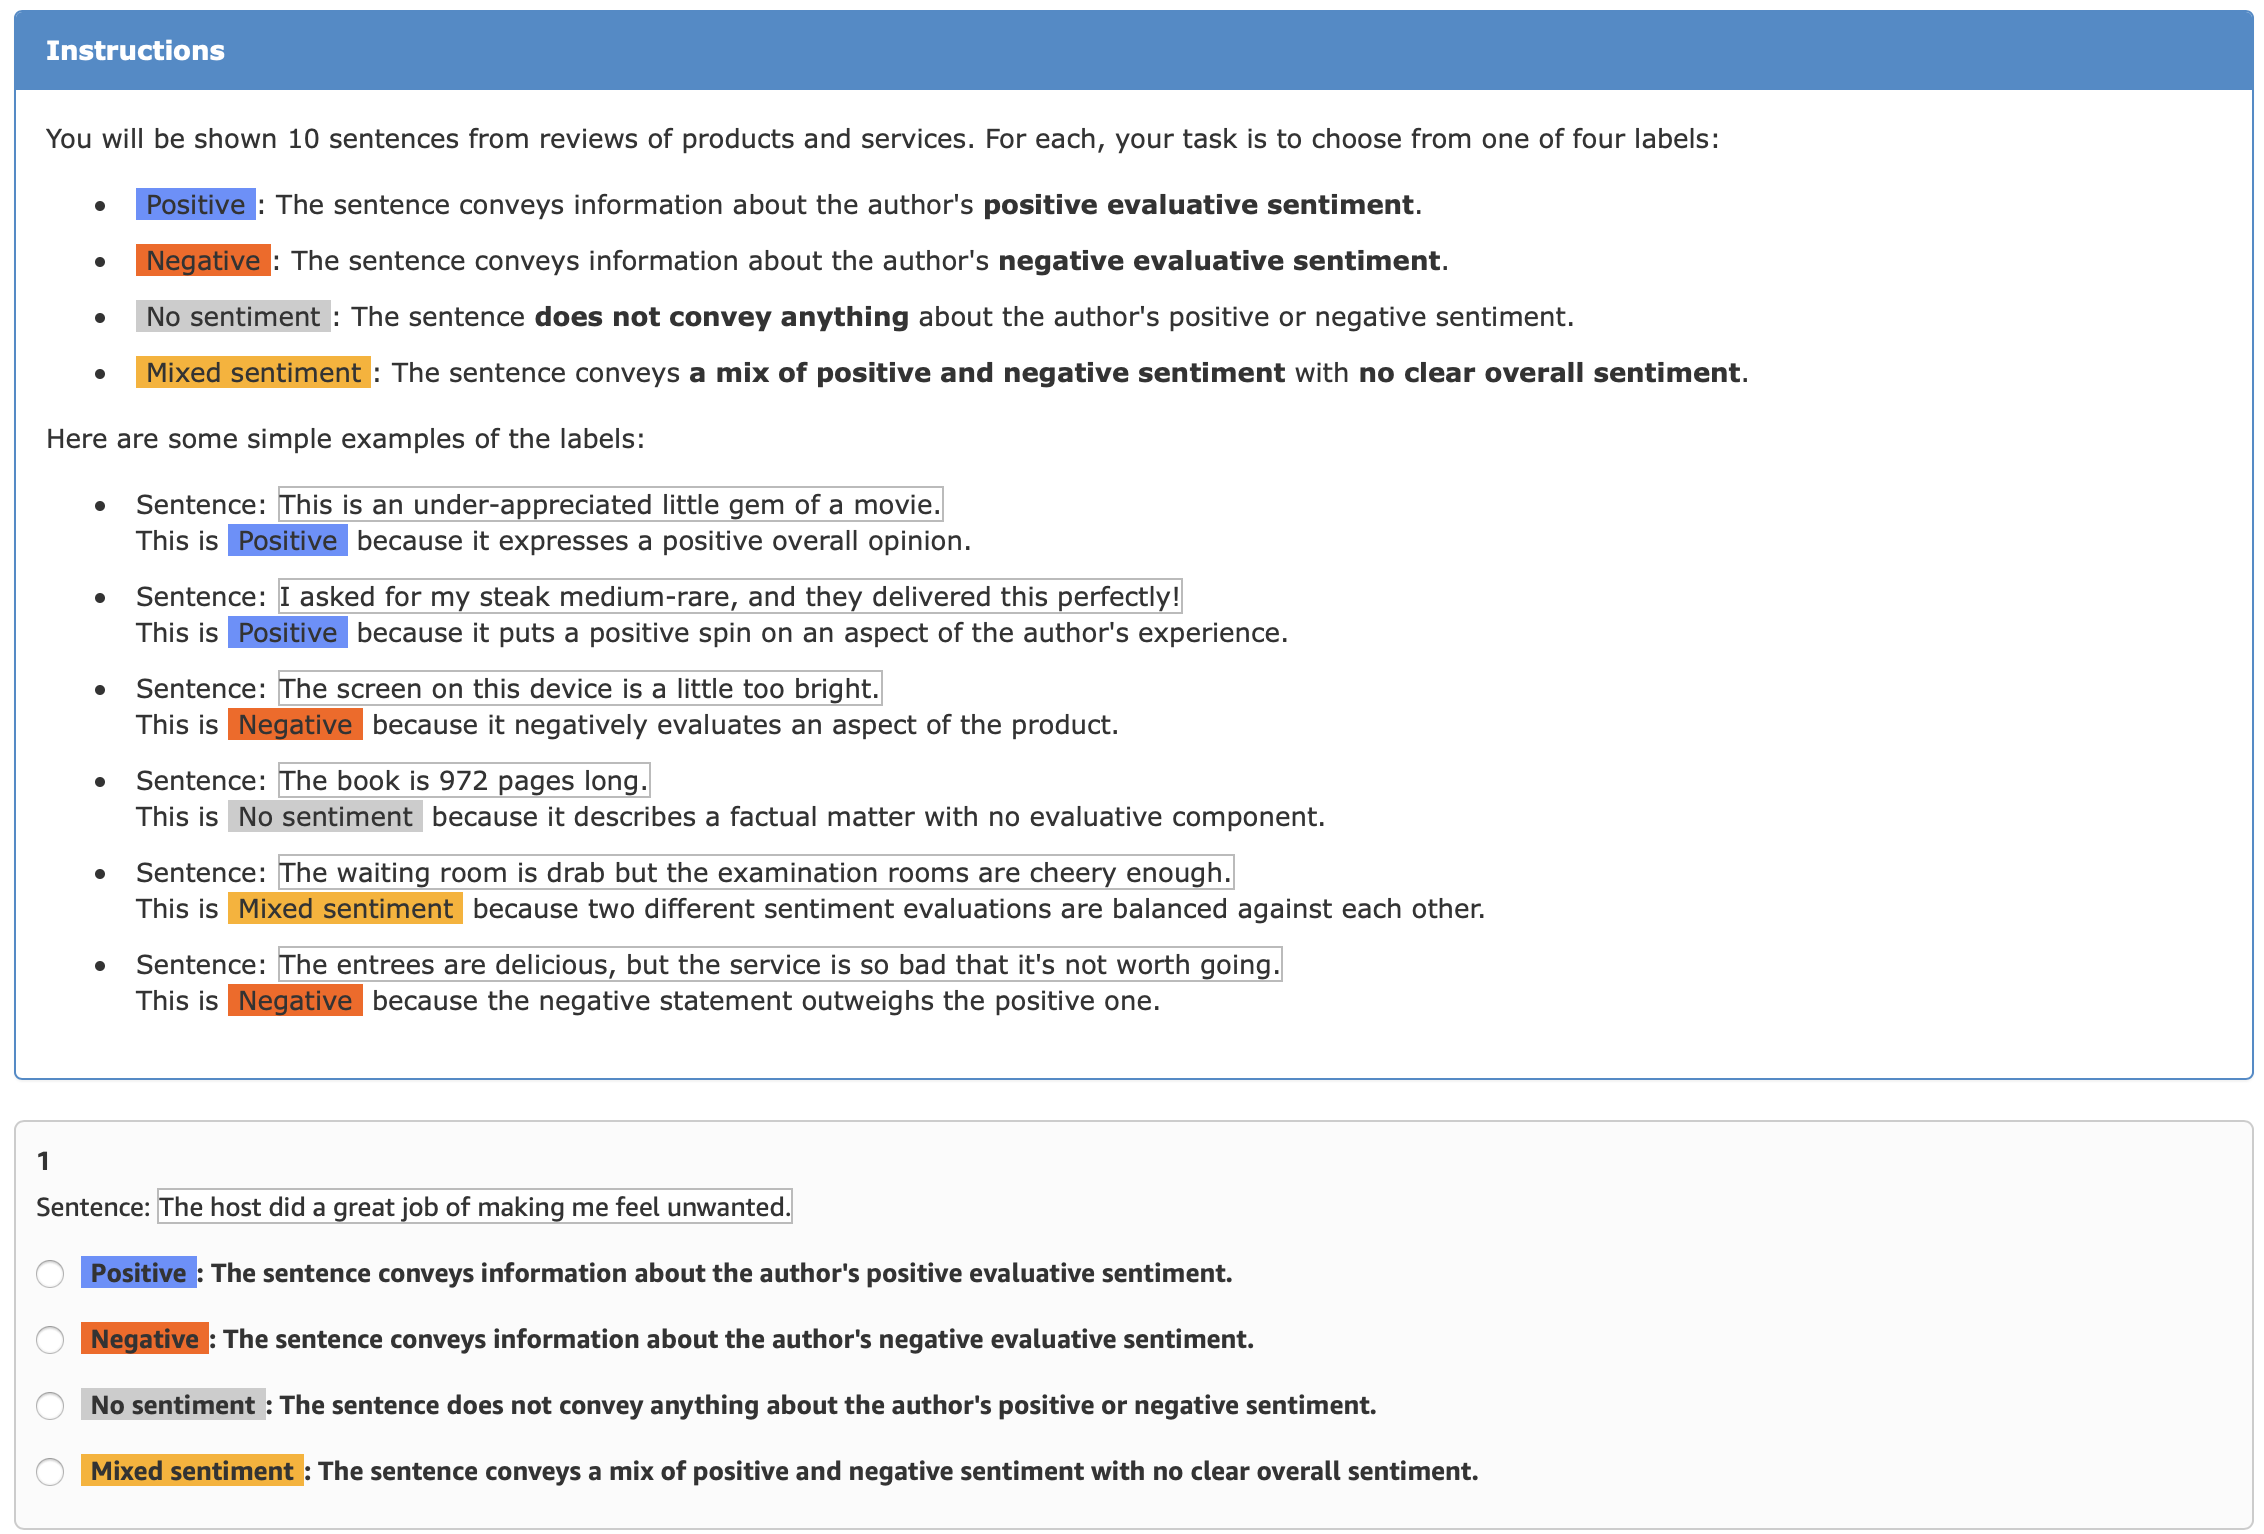 Instructions
You will be shown 10 sentences from reviews of products and services. For each, your task is to choose from one of four labels:
• Positive : The sentence conveys information about the author's positive evaluative sentiment.
• Negative : The sentence conveys information about the author's negative evaluative sentiment.
• No sentiment : The sentence does not convey anything about the author's positive or negative sentiment.
• Mixed sentiment : The sentence conveys a mix of positive and negative sentiment with no clear overall sentiment.
Here are some simple examples of the labels:
• Sentence: This is an under-appreciated little gem of a movie.
This is Positive because it expresses a positive overall opinion.
• Sentence: I asked for my steak medium-rare, and they delivered this perfectly!
This is Positive because it puts a positive spin on an aspect of the author's experience.
• Sentence: The screen on this device is a little too bright.
This is Negative because it negatively evaluates an aspect of the product.
• Sentence: The book is 972 pages long.
This is No sentiment because it describes a factual matter with no evaluative component.
• Sentence: The waiting room is drab but the examination rooms are cheery enough.
This is Mixed sentiment because two different sentiment evaluations are balanced against each other.
• Sentence: The entrees are delicious, but the service is so bad that it's not worth going.
This is Negative because the negative statement outweighs the positive one.
1
Sentence: The host did a great job of making me feel unwanted.
Positive : The sentence conveys information about the author's positive evaluative sentiment.
Negative : The sentence conveys information about the author's negative evaluative sentiment.
No sentiment : The sentence does not convey anything about the author's positive or negative sentiment.
Mixed sentiment : The sentence conveys a mix of positive and negative sentiment with no clear overall sentiment.